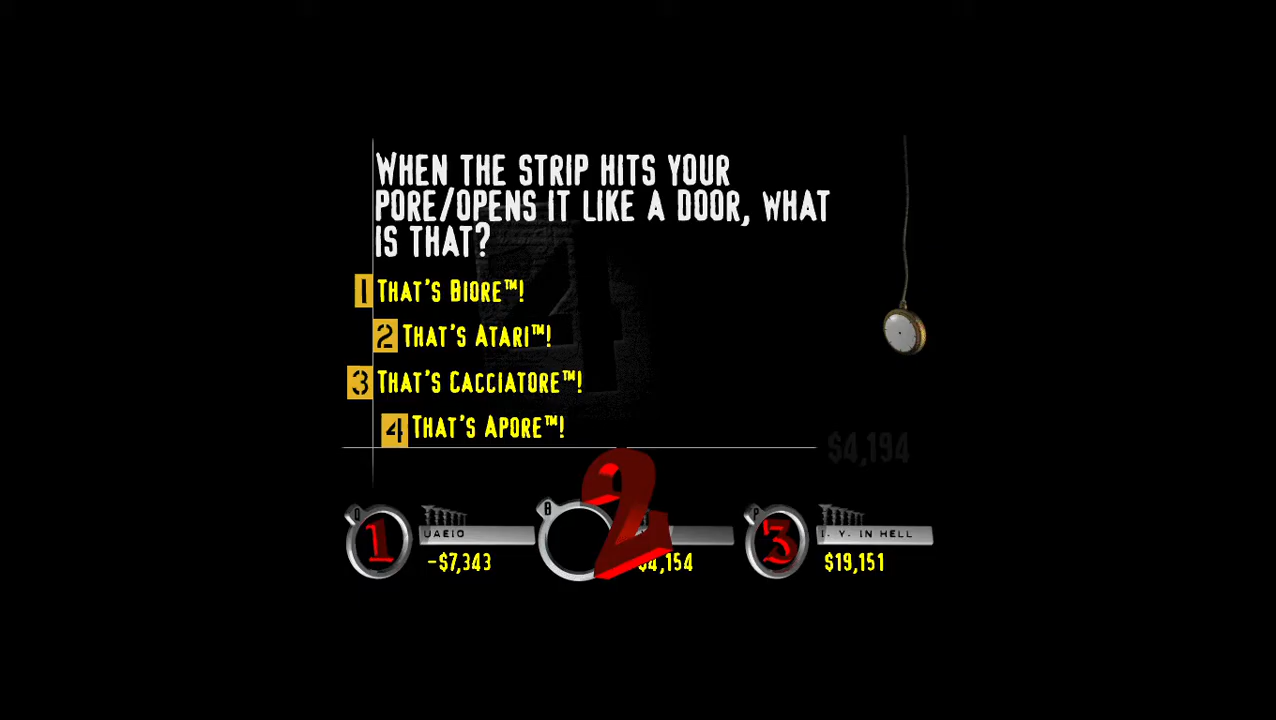 When the strip hits your
pore/opens it like a door, what
is that?
1 That's Biore™!
2 That's Atari™!
3 That's Cacciatore™!
4 That's Apore™!
4
$4,194
Q B P
1 UAEIO 2 3 I. Y. IN HELL
-$7,343 $4,154 $19,151